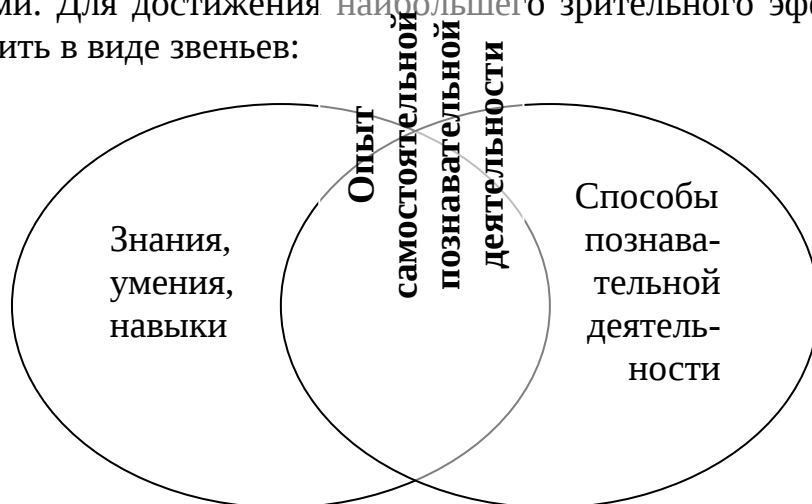 ми. Для достижения наибольшего зрительного эф
ить в виде звеньев:
Знания,
умения,
навыки
Опыт
самостоятельной
познавательной
деятельности
Способы
познава-
тельной
деятель-
ности